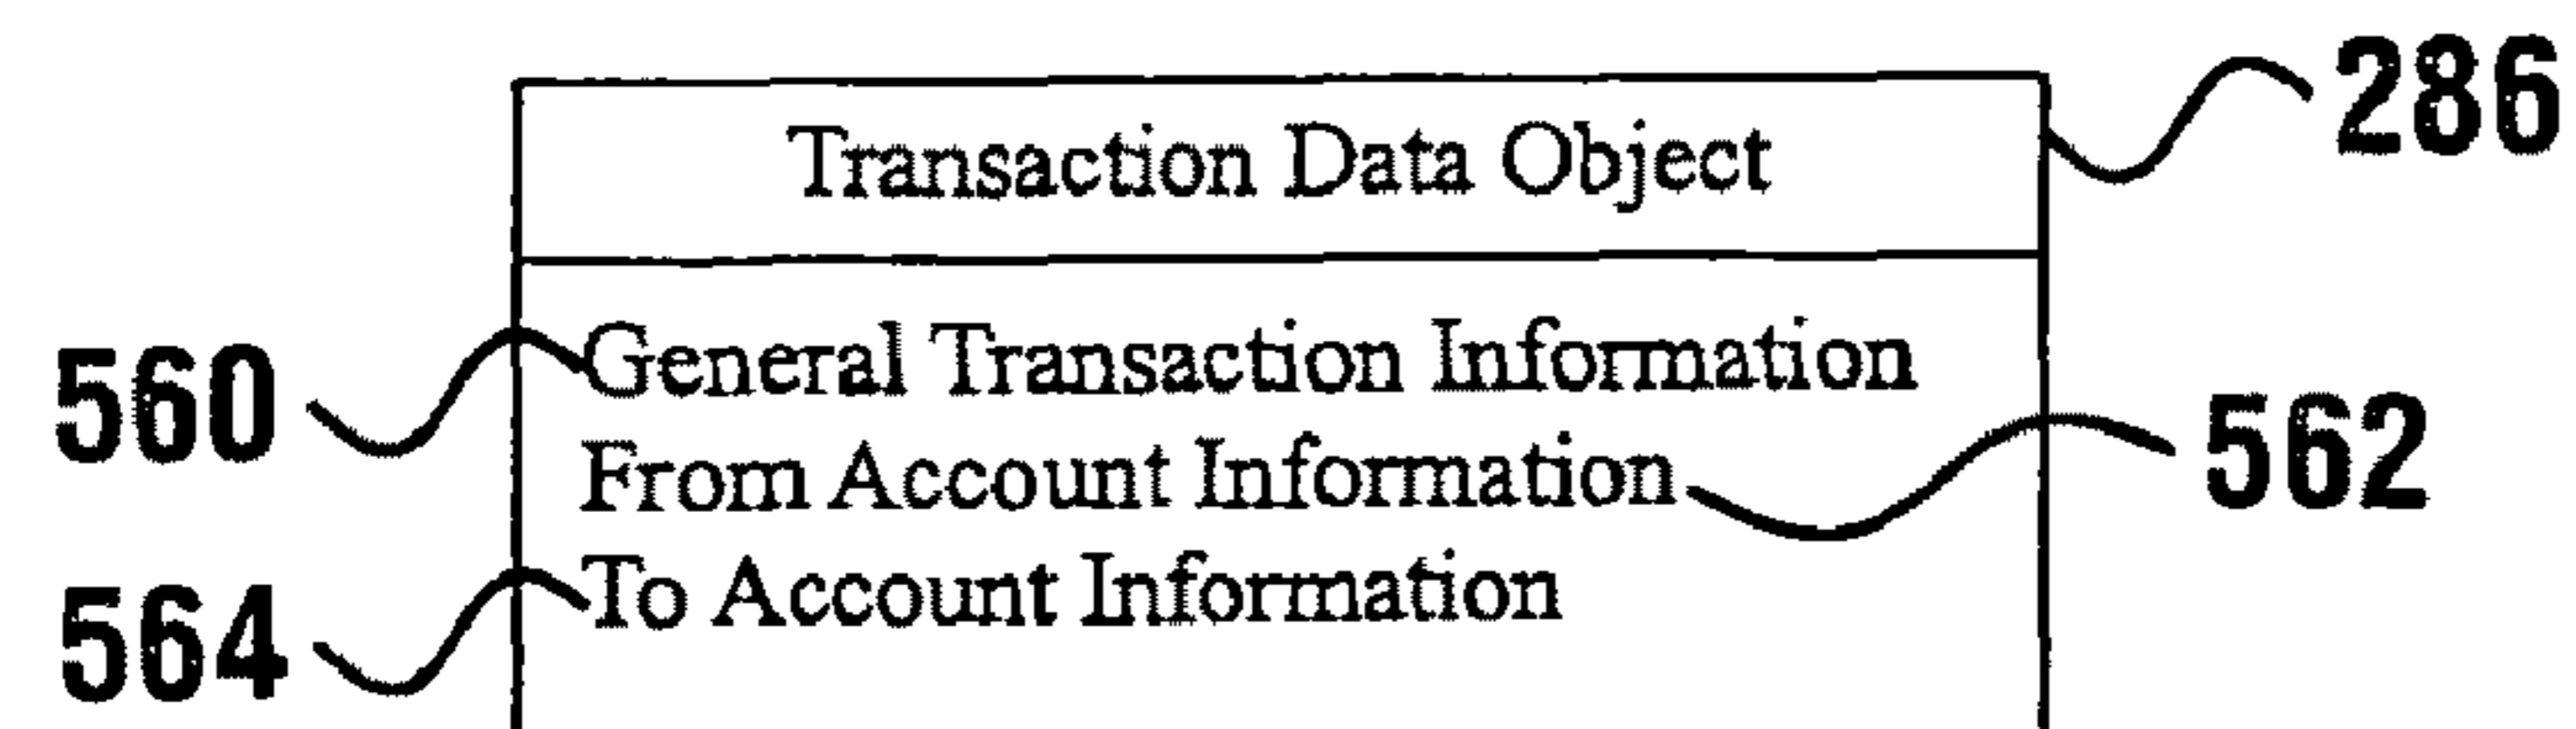 Transaction Data Object 286
560 General Transaction Information
From Account Information 562
564 To Account Information